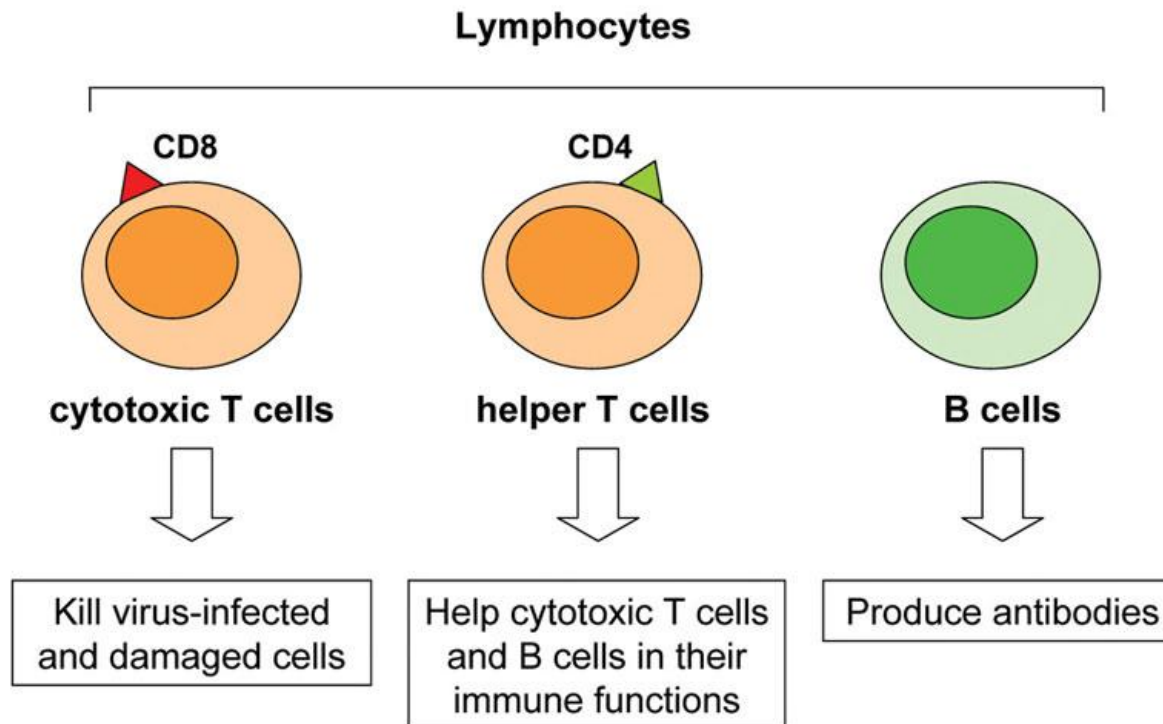 Lymphocytes
CD8
CD4
cytotoxic T cells
helper T cells
B cells
Kill virus-infected
and damaged cells
Help cytotoxic T cells
and B cells in their
immune functions
Produce antibodies